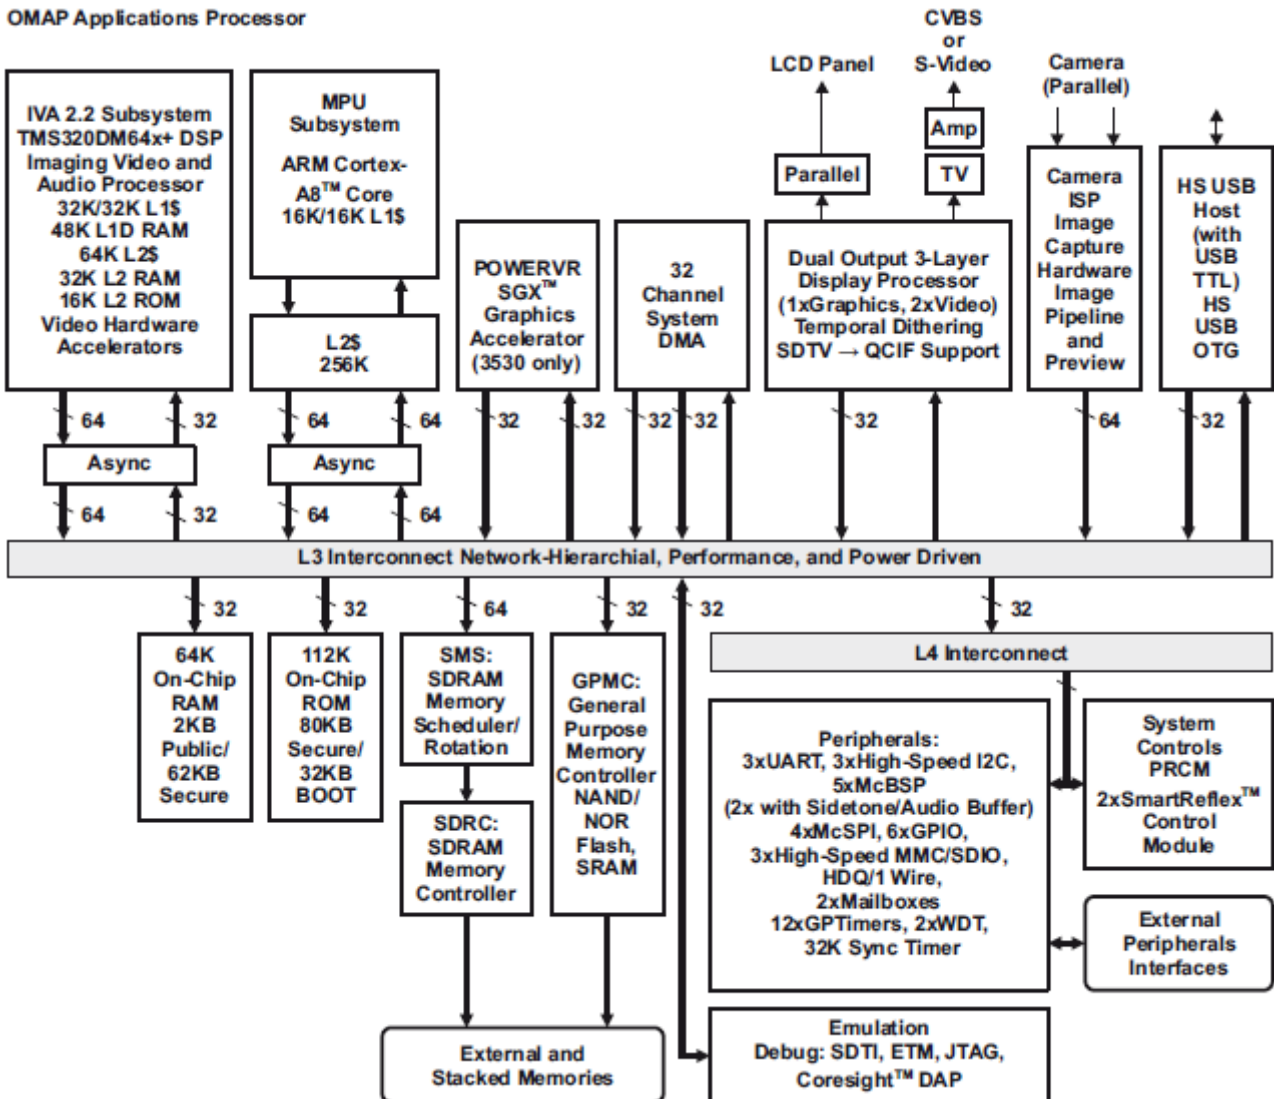 OMAP Applications Processor
IVA 2.2 Subsystem
TMS320DM64x+ DSP
Imaging Video and
Audio Processor
32K/32K L1$
48K L1D RAM
64K L2$
32K L2 RAM
16K L2 ROM
Video Hardware
Accelerators
MPU
Subsystem
ARM Cortex-
A8™ Core
16K/16K L1$
L2$
256K
POWERVR
SGX™
Graphics
Accelerator
(3530 only)
32
Channel
System
DMA
LCD Panel
Parallel
CVBS
or
S-Video
Amp
TV
Dual Output 3-Layer
Display Processor
(1xGraphics, 2xVideo)
Temporal Dithering
SDTV → QCIF Support
Camera
(Parallel)
Camera
ISP
Image
Capture
Hardware
Image
Pipeline
and
Preview
HS USB
Host
(with
USB
TTL)
HS
USB
OTG
64
32
64
64
32
32
32
32
32
64
32
Async
Async
64
32
64
64
L3 Interconnect Network-Hierarchial, Performance, and Power Driven
32
32
64
32
32
32
64K
On-Chip
RAM
2KB
Public/
62KB
Secure
112K
On-Chip
ROM
80KB
Secure/
32KB
BOOT
SMS:
SDRAM
Memory
Scheduler/
Rotation
SDRC:
SDRAM
Memory
Controller
GPMC:
General
Purpose
Memory
Controller
NAND/
NOR
Flash,
SRAM
L4 Interconnect
Peripherals:
3xUART, 3xHigh-Speed I2C,
5xMcBSP
(2x with Sidetone/Audio Buffer)
4xMcSPI, 6xGPIO,
3xHigh-Speed MMC/SDIO,
HDQ/1 Wire,
2xMailboxes
12xGPTimers, 2xWDT,
32K Sync Timer
System
Controls
PRCM
2xSmartReflex™
Control
Module
External
Peripherals
Interfaces
External and
Stacked Memories
Emulation
Debug: SDTI, ETM, JTAG,
Coresight™ DAP